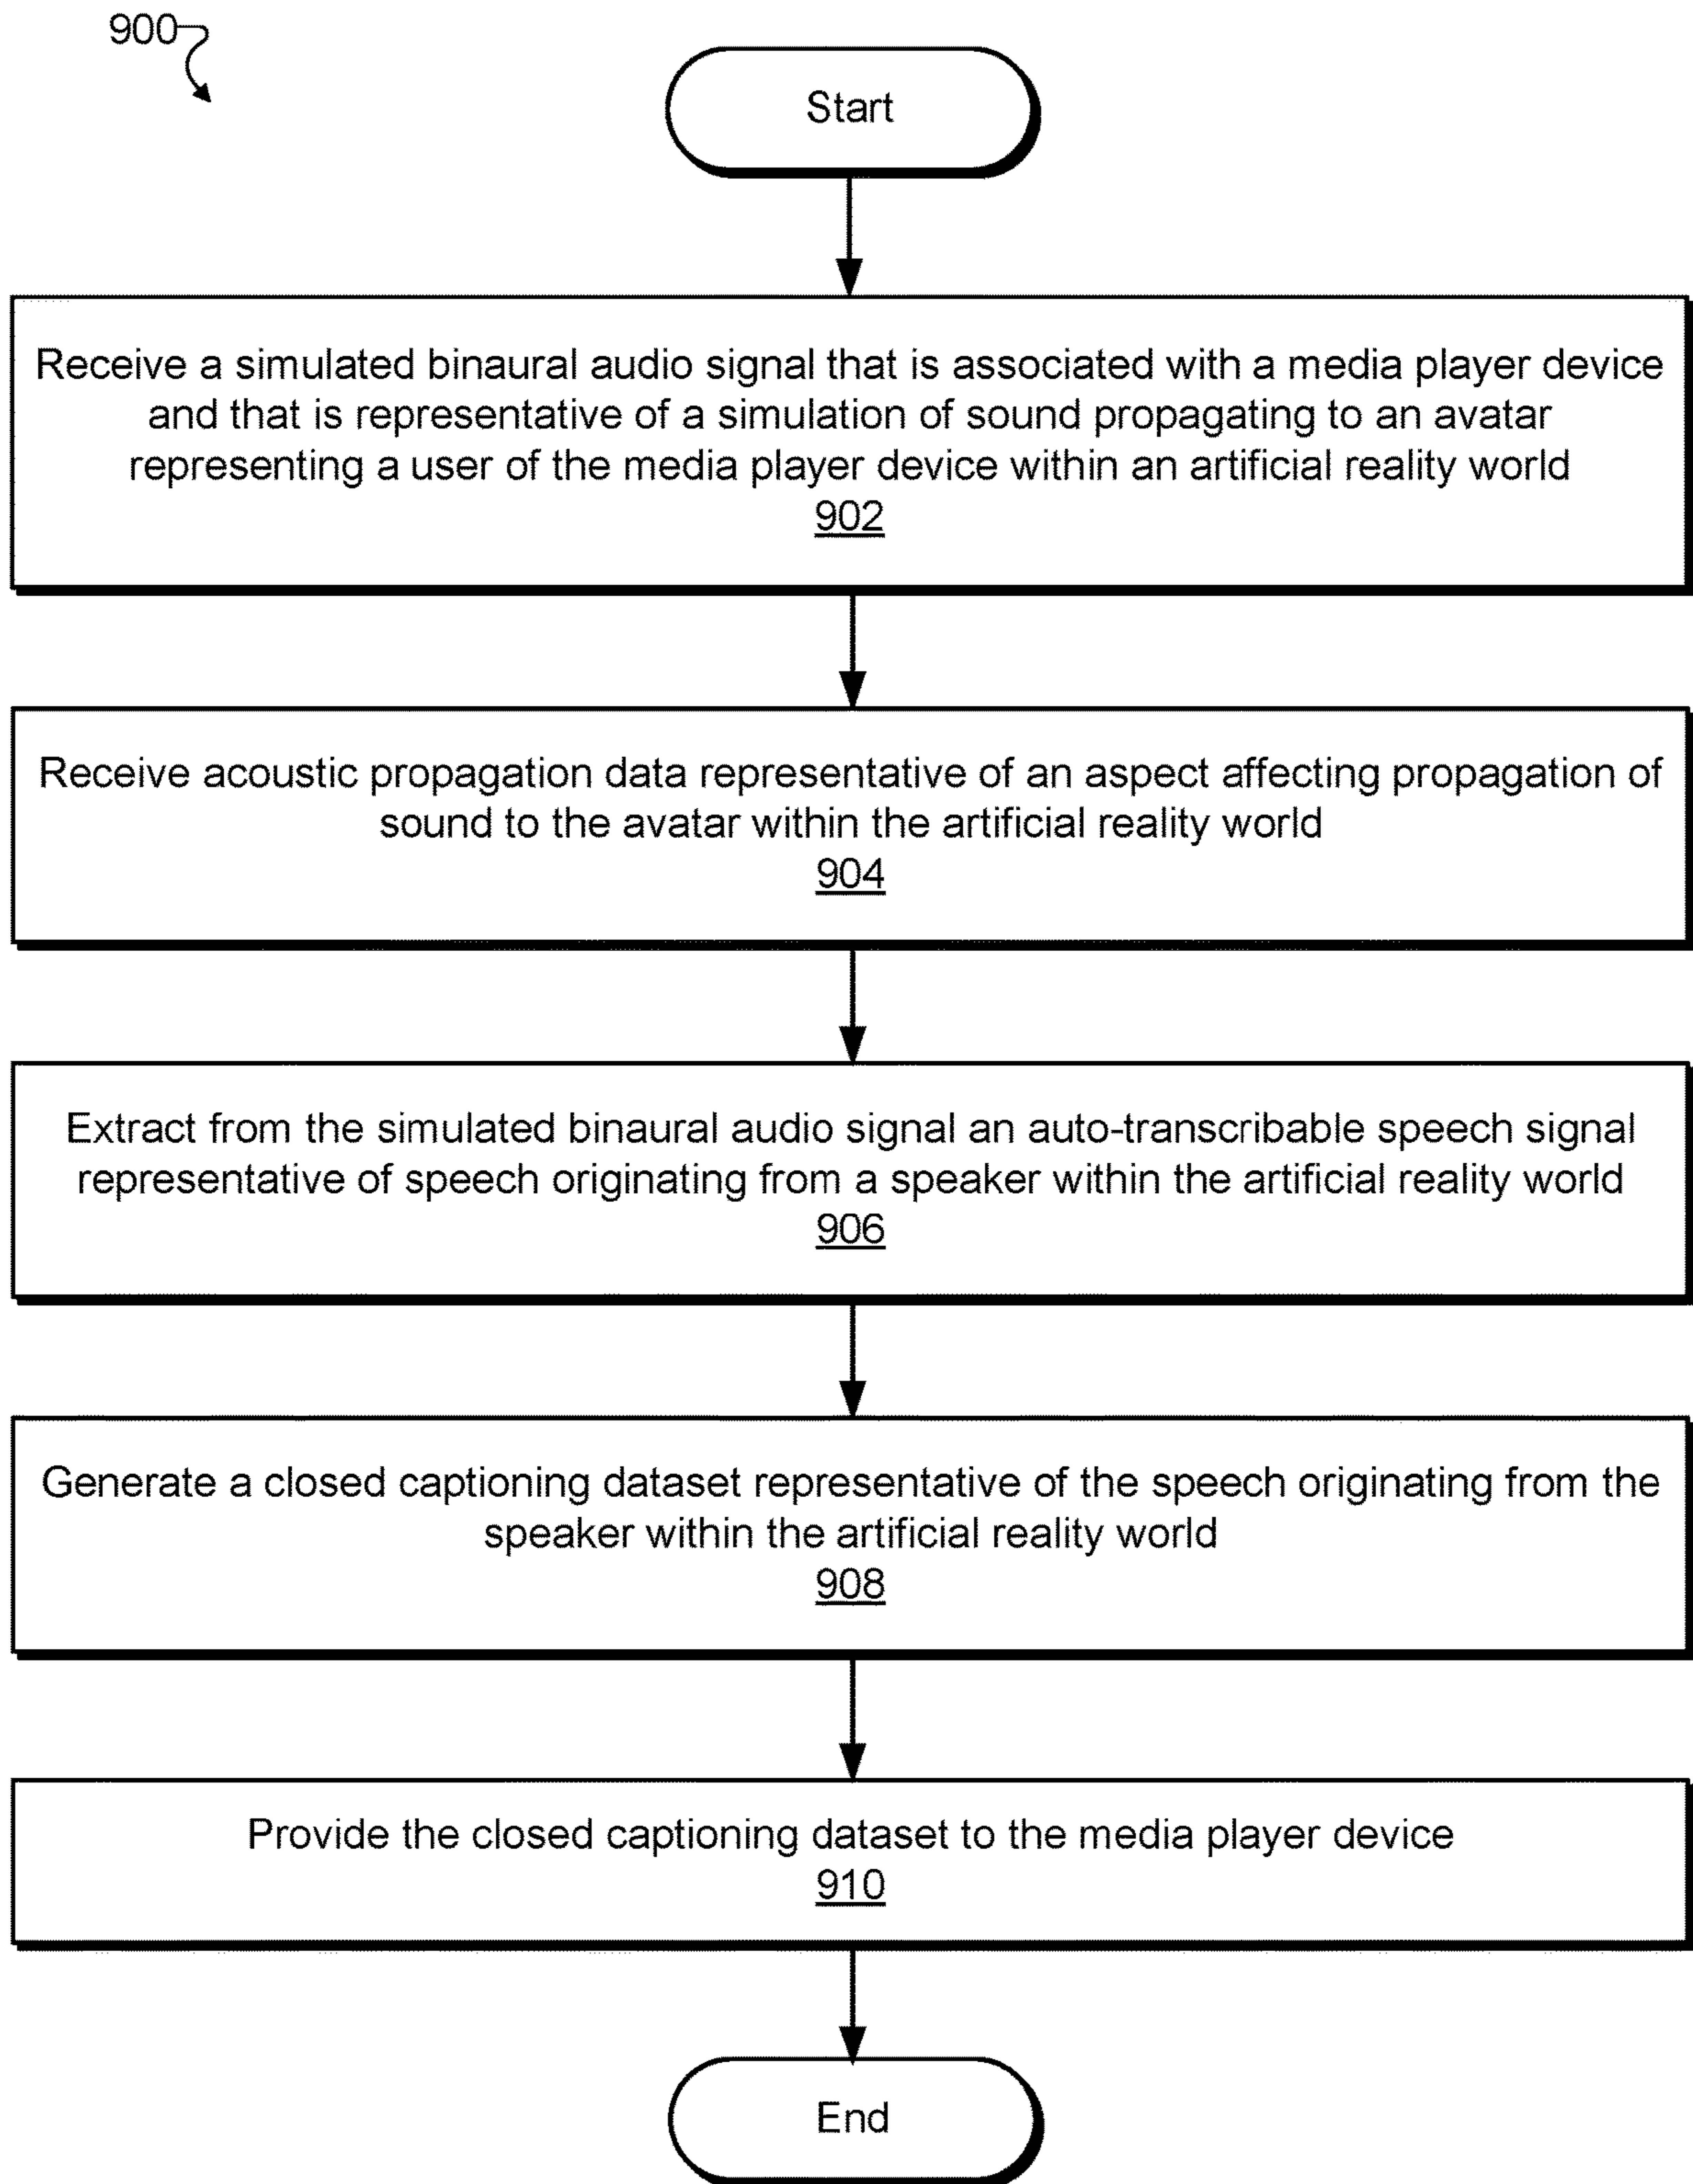 900
Start
Receive a simulated binaural audio signal that is associated with a media player device
and that is representative of a simulation of sound propagating to an avatar
representing a user of the media player device within an artificial reality world
902
Receive acoustic propagation data representative of an aspect affecting propagation of
sound to the avatar within the artificial reality world
904
Extract from the simulated binaural audio signal an auto-transcribable speech signal
representative of speech originating from a speaker within the artificial reality world
906
Generate a closed captioning dataset representative of the speech originating from the
speaker within the artificial reality world
908
Provide the closed captioning dataset to the media player device
910
End